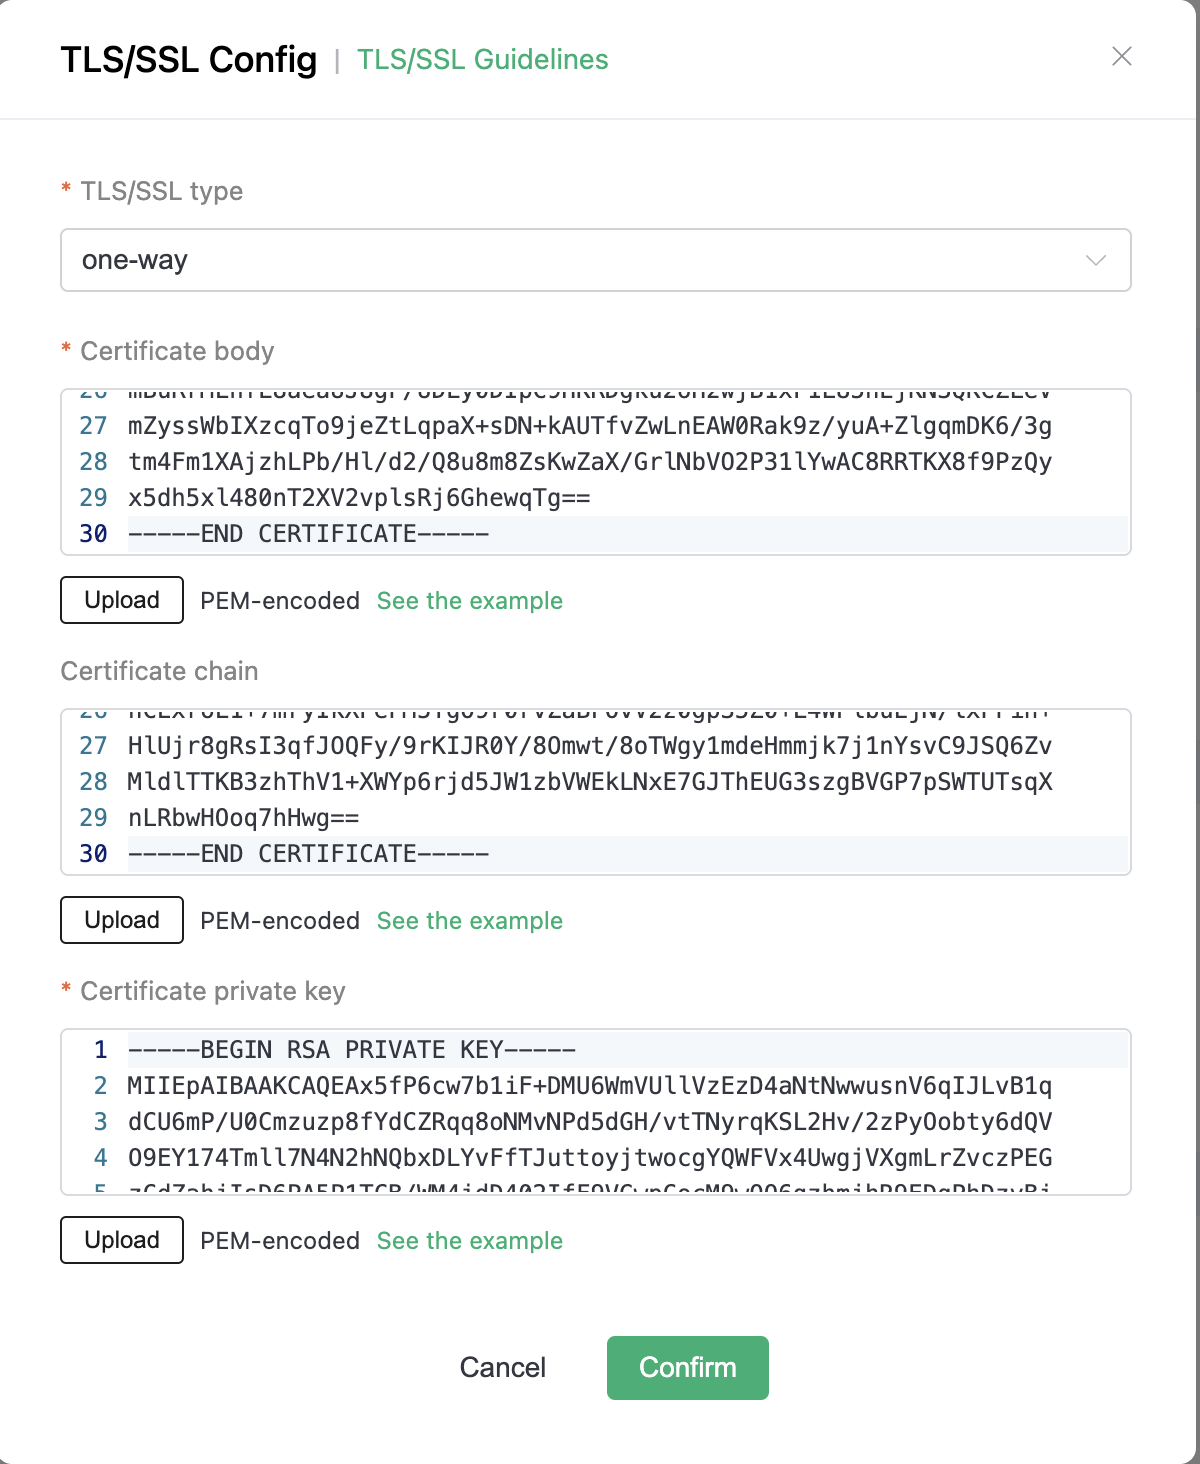 TLS/SSL Config | TLS/SSL Guidelines
* TLS/SSL type
one-way
* Certificate body
27 mZyssWbIXzcqTo9jeZtLqpaX+sDN+kAUTfvZwLnEAW0Rak9z/yuA+ZlgqmDK6/3g
28 tm4Fm1XAjzhLPb/Hl/d2/Q8u8m8ZsKwZaX/GrlNbVO2P31lYwAC8RRTKX8f9PzQy
29 x5dh5xl480nT2XV2vplsRj6GhewqTg==
30 -----END CERTIFICATE-----
Upload PEM-encoded See the example
Certificate chain
27 HlUjr8gRsI3qfJOQFy/9rKIJR0Y/8Omwt/8oTWgy1mdeHmmjk7j1nYsvC9JSQ6Zv
28 MldlTTKB3zhThV1+XWYp6rjd5JW1zbVWEkLNxE7GJThEUG3szgBVGP7pSWTUTsqX
29 nLRbwHOoq7hHwg==
30 -----END CERTIFICATE-----
Upload PEM-encoded See the example
* Certificate private key
1 -----BEGIN RSA PRIVATE KEY-----
2 MIIEpAIBAAKCAQEAx5fP6cw7b1iF+DMU6WmVUllVzEzD4aNtNwwusnV6qIJLvB1q
3 dCU6mP/U0Cmzuzp8fYdCZRqq8oNMvNPd5dGH/vtTNyrqKSL2Hv/2zPyOobty6dQV
4 O9EY174Tmll7N4N2hNQbxDLYvFfTJuttoyjtwocgYQWFVx4UwgjVXgmLrZvczPEG
Upload PEM-encoded See the example
Cancel Confirm